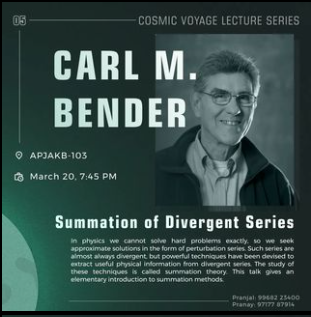 05
COSMIC VOYAGE LECTURE SERIES
CARL M.
BENDER
APJAKB-103
March 20, 7:45 PM
Summation of Divergent Series
In physics we cannot solve hard problems exactly, so we seek
approximate solutions in the form of perturbation series. Such series are
almost always divergent, but powerful techniques have been devised to
extract useful physical information from divergent series. The study of
these techniques is called summation theory. This talk gives an
elementary introduction to summation methods.
Pranjal: 99682 23400
Pranay: 97177 87914